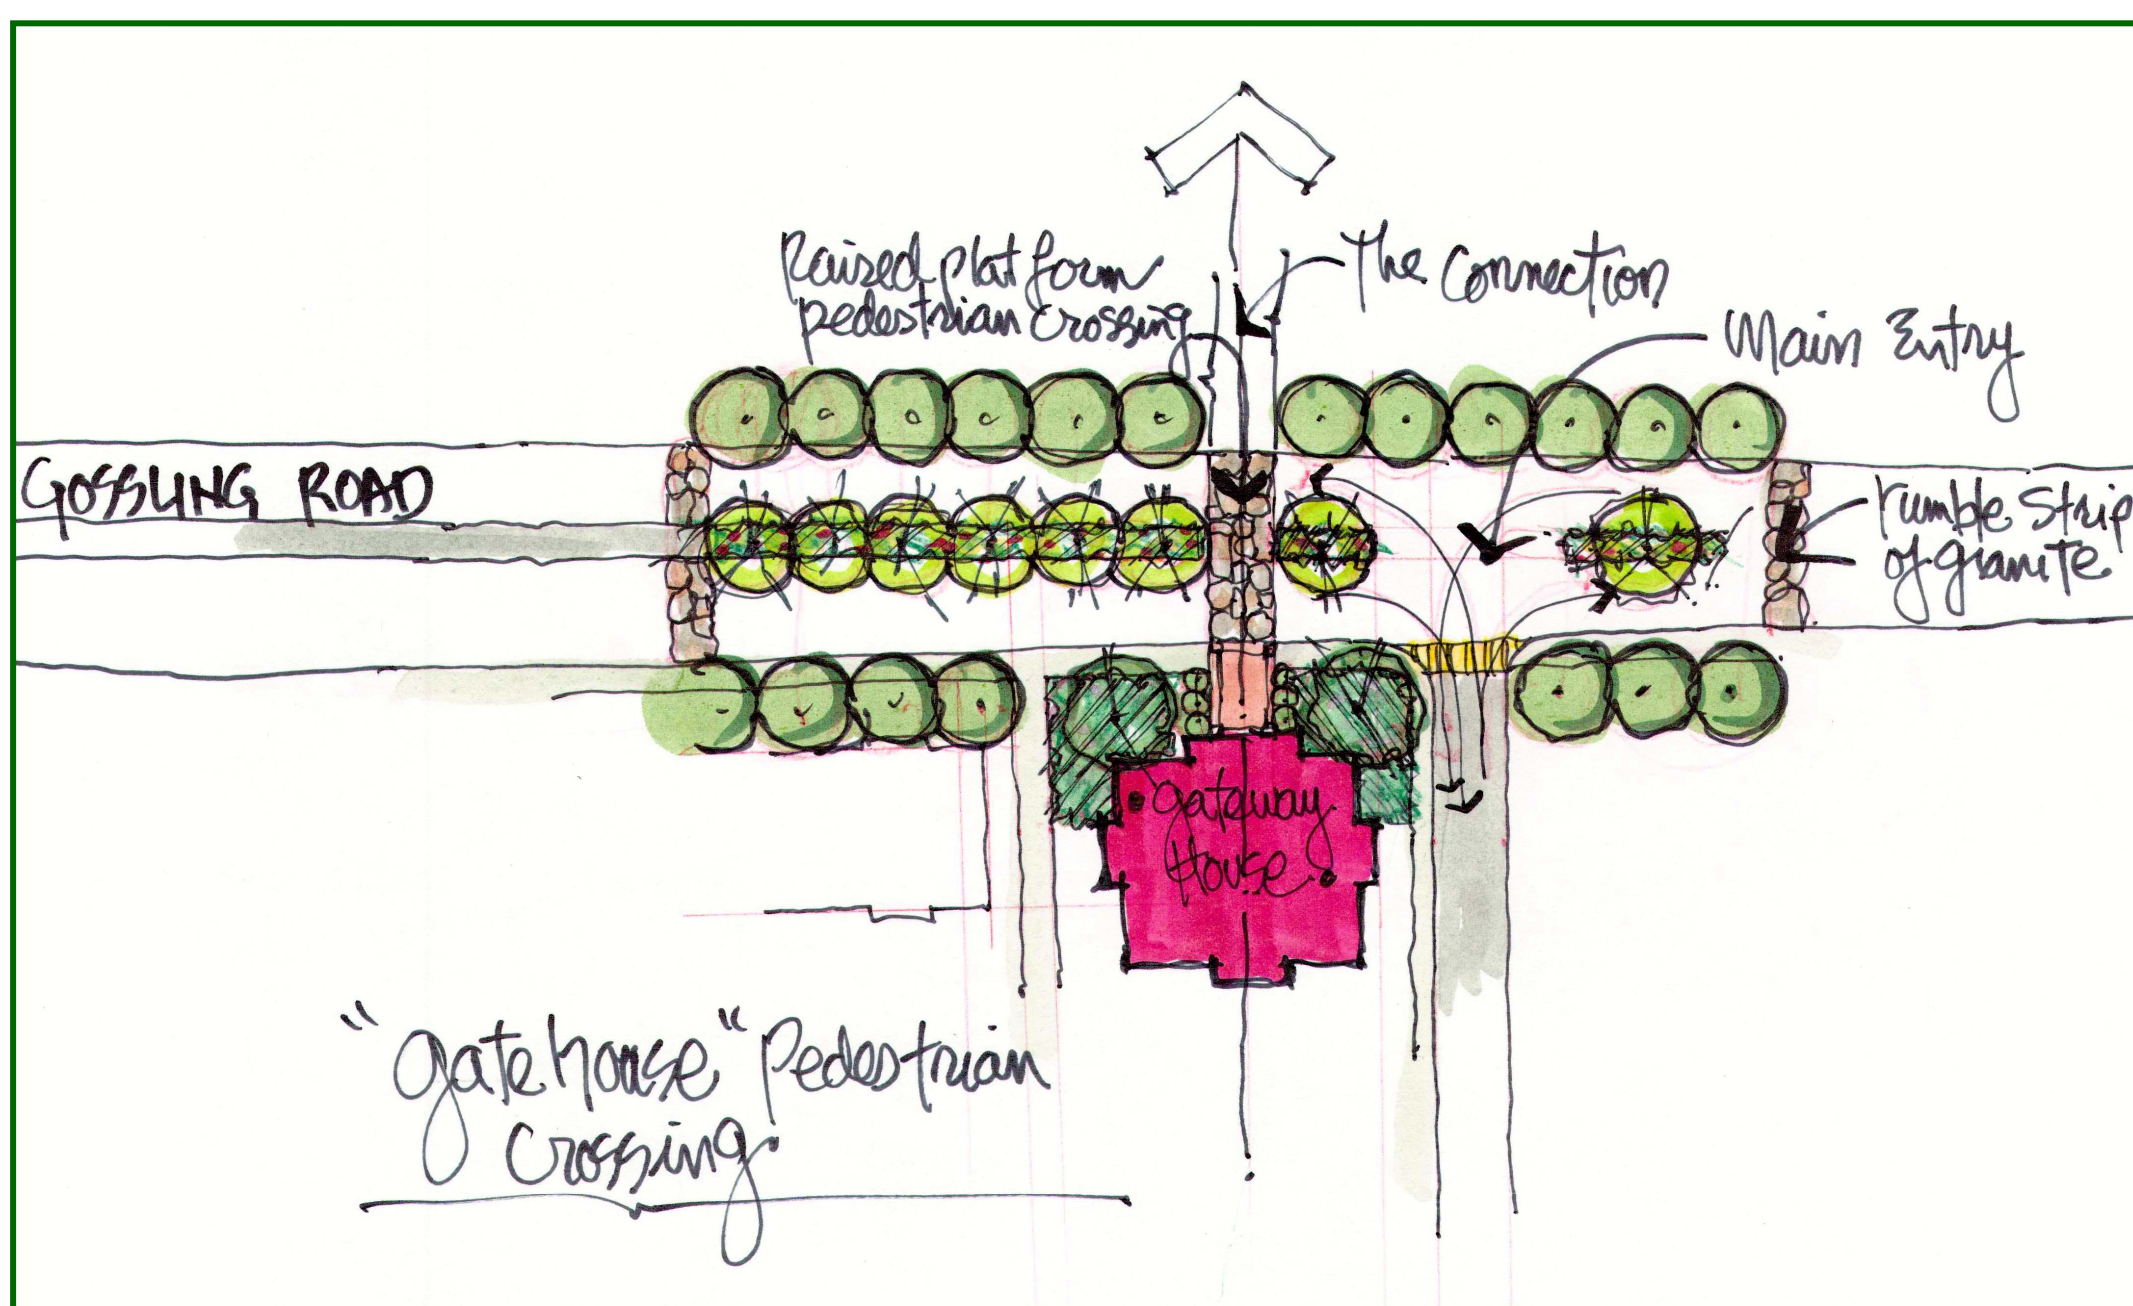 Raised platform
pedestrian crossing
The Connection
Main Entry
GOSSLING ROAD
rumble Strip
of granite
gateway
House
"gatehouse" Pedestrian
Crossing